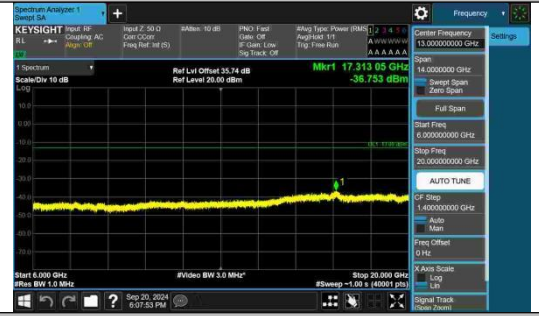 Spectrum Analyzer 1
Swept SA
+
Frequency
KEYSIGHT
RL
Input: RF
Coupling: AC
Align: Off
Input Z: 50 Ω
Corr CCorr
Freq Ref: Int (S)
#Atten: 10 dB
PNO: Fast
Gate: Off
IF Gain: Low
Sig Track: Off
#Avg Type: Power (RMS)
Avg|Hold: 1/1
Trig: Free Run
1 2 3 4 5 6
A W W W W W
A A A A A A
1 Spectrum
Scale/Div 10 dB
Log
Ref Lvl Offset 35.74 dB
Ref Level 20.00 dBm
Mkr1 17.313 05 GHz
-36.753 dBm
10.0
0.00
-10.0
-20.0
-30.0
-40.0
-50.0
-60.0
-70.0
1
Start 6.000 GHz
#Res BW 1.0 MHz
#Video BW 3.0 MHz*
Stop 20.000 GHz
#Sweep ~1.00 s (40001 pts)
Sep 20, 2024
6:07:53 PM
?
Settings
Center Frequency
13.000000000 GHz
Span
14.0000000 GHz
Swept Span
Zero Span
Full Span
Start Freq
6.000000000 GHz
Stop Freq
20.000000000 GHz
AUTO TUNE
CF Step
1.400000000 GHz
Auto
Man
Freq Offset
0 Hz
X Axis Scale
Log
Lin
Signal Track
(Span Zoom)